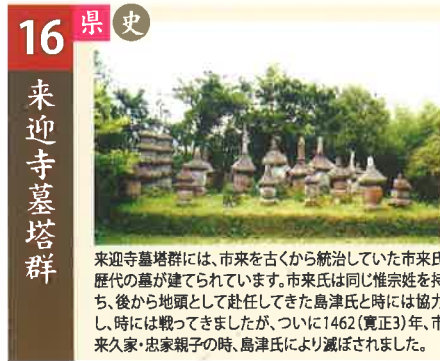 16
県 史
来迎寺墓塔群
来迎寺墓塔群には、市来を古くから統治していた市来氏
歴代の墓が建てられています。市来氏は同じ惟宗姓を持
ち、後から地頭として赴任してきた島津氏と時には協力
し、時には戦ってきましたが、ついに1462(寛正3)年、市
来久家・忠家親子の時、島津氏により滅ぼされました。